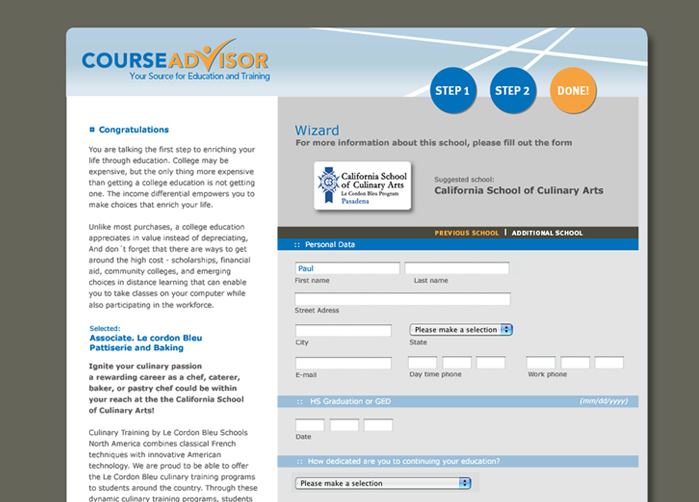 COURSEADVISOR
Your Source for Education and Training
STEP 1
STEP 2
DONE!
Congratulations
You are talking the first step to enriching your
life through education. College may be
expensive, but the only thing more expensive
than getting a college education is not getting
one. The income differential empowers you to
make choices that enrich your life.
Unlike most purchases, a college education
appreciates in value instead of depreciating,
And don´t forget that there are ways to get
around the high cost - scholarships, financial
aid, community colleges, and emerging
choices in distance learning that can enable
you to take classes on your computer while
also participating in the workforce.
Selected:
Associate. Le cordon Bleu
Pattiserie and Baking
Ignite your culinary passion
a rewarding career as a chef, caterer,
baker, or pastry chef could be within
your reach at the the California School
of Culinary Arts!
Culinary Training by Le Cordon Bleu Schools
North America combines classical French
techniques with innovative American
technology. We are proud to be able to offer
the Le Cordon Bleu culinary training programs
to students around the country. Through these
dynamic culinary training programs, students
Wizard
For more information about this school, please fill out the form
California School
of Culinary Arts
Le Cordon Bleu Program
Pasadena
Suggested school:
California School of Culinary Arts
PREVIOUS SCHOOL | ADDITIONAL SCHOOL
:: Personal Data
Paul
First name
Last name
Street Adress
Please make a selection
City
State
E-mail
Day time phone
Work phone
:: HS Graduation or GED
(mm/dd/yyyy)
Date
:: How dedicated are you to continuing your education?
Please make a selection